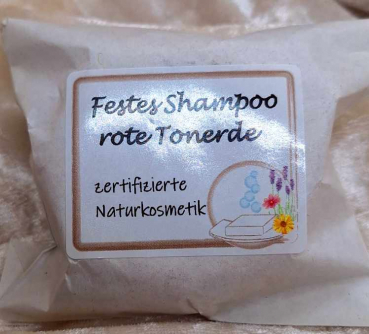 Festes Shampoo
rote Tonerde
zertifizierte
Naturkosmetik